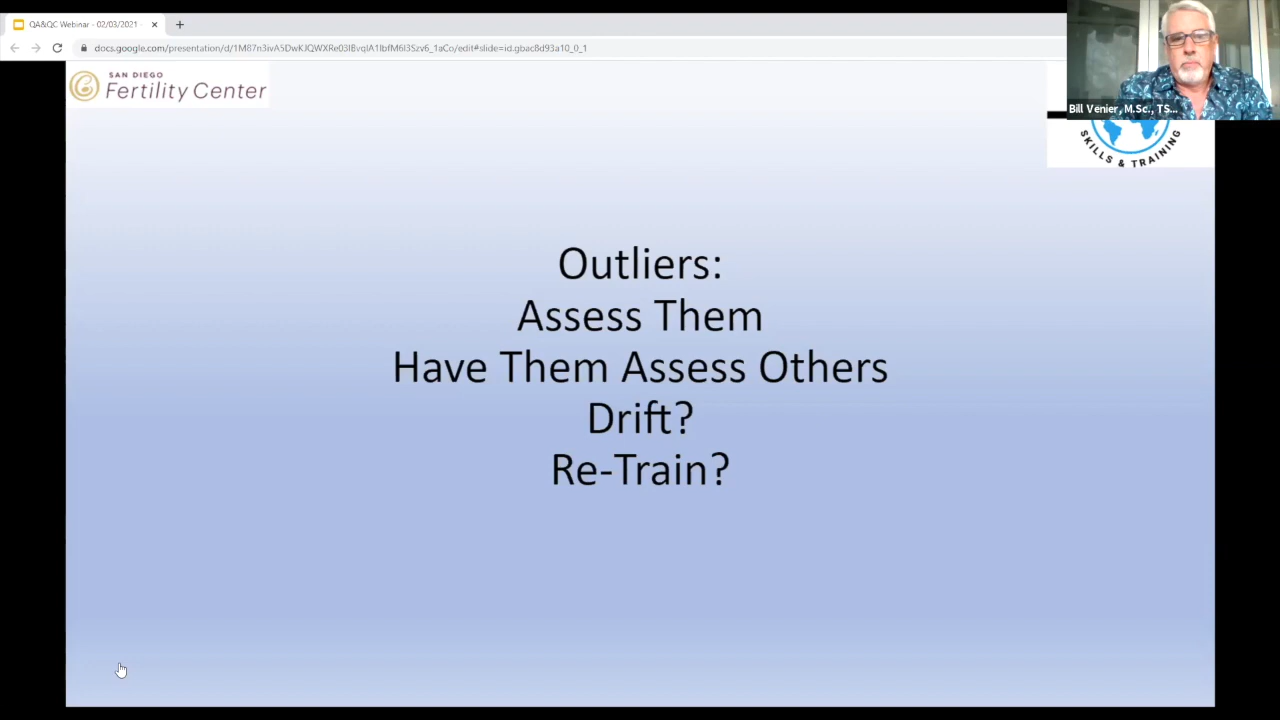 QA&QC Webinar - 02/03/2021 -
docs.google.com/presentation/d/1M87n3ivA5DwKJQWXRe03IBvqIA1lbfM6I3Szv6_1aCo/edit#slide=id.gbac8d93a10_0_1
SAN DIEGO
Fertility Center
Bill Venier, M.Sc., TS...
SKILLS & TRAINING
Outliers:
Assess Them
Have Them Assess Others
Drift?
Re-Train?